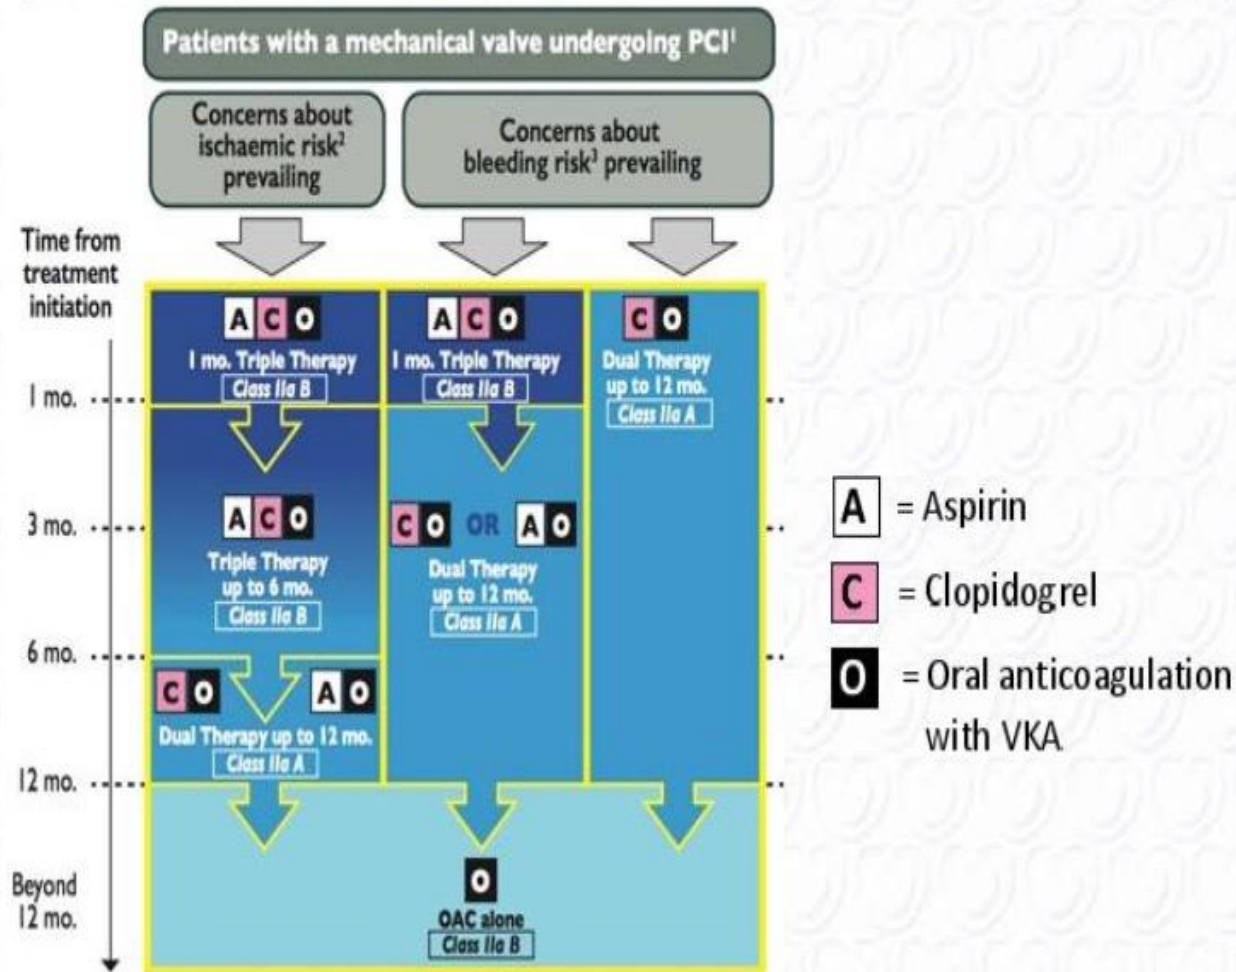 Patients with a mechanical valve undergoing PCI¹
Concerns about
ischaemic risk²
prevailing
Concerns about
bleeding risk³ prevailing
Time from
treatment
initiation
A C O
1 mo. Triple Therapy
Class IIa B
A C O
1 mo. Triple Therapy
Class IIa B
C O
Dual Therapy
up to 12 mo.
Class IIa A
1 mo.
A C O
Triple Therapy
up to 6 mo.
Class IIa B
C O OR A O
Dual Therapy
up to 12 mo.
Class IIa A
3 mo.
6 mo.
C O A O
Dual Therapy up to 12 mo.
Class IIa A
12 mo.
Beyond
12 mo.
O
OAC alone
Class IIa B
A = Aspirin
C = Clopidogrel
O = Oral anticoagulation
with VKA